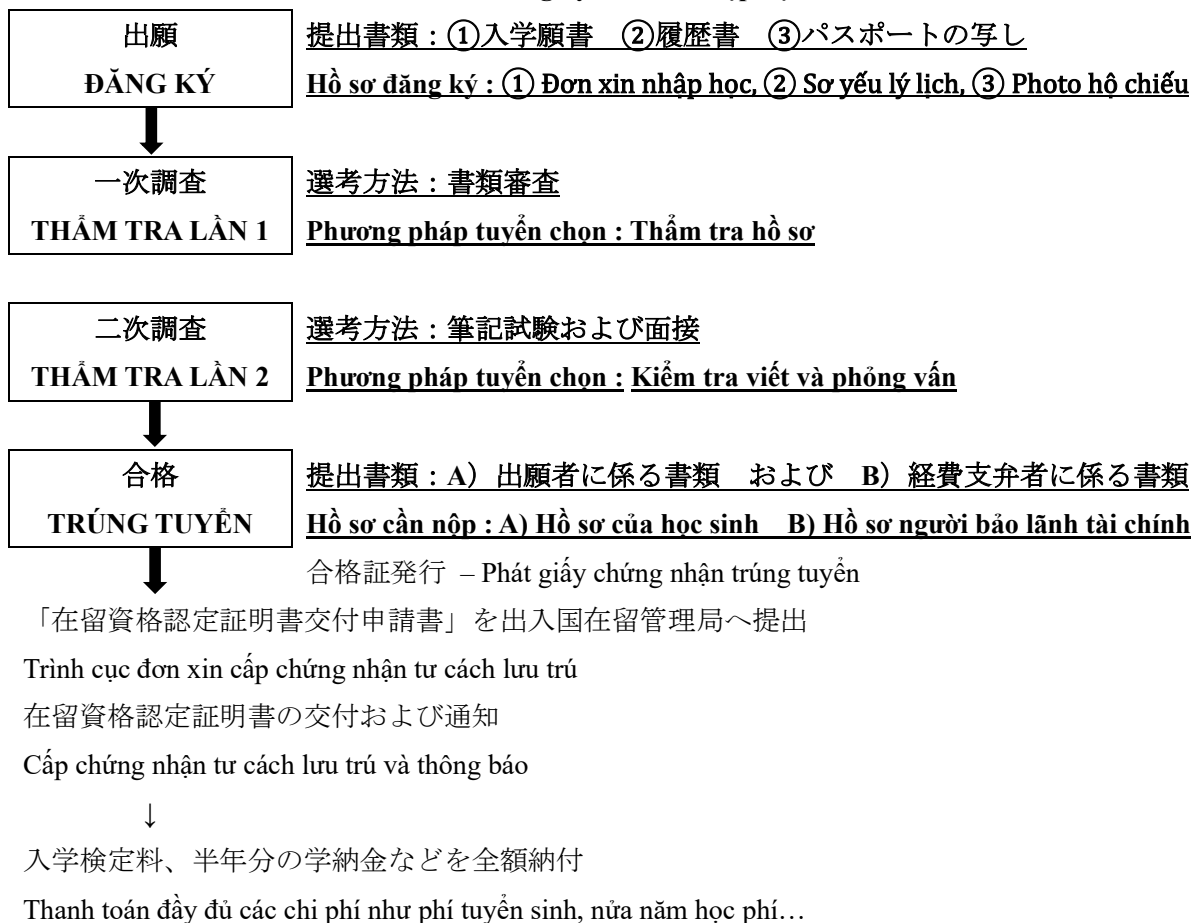 出願
提出書類：①入学願書　②履歴書　③パスポートの写し
ĐĂNG KÝ
Hồ sơ đăng ký : ① Đơn xin nhập học, ② Sơ yếu lý lịch, ③ Photo hộ chiếu
一次調査
選考方法：書類審査
THẨM TRA LẦN 1
Phương pháp tuyển chọn : Thẩm tra hồ sơ
二次調査
選考方法：筆記試験および面接
THẨM TRA LẦN 2
Phương pháp tuyển chọn : Kiểm tra viết và phỏng vấn
合格
提出書類：A）出願者に係る書類　および　B）経費支弁者に係る書類
TRÚNG TUYỂN
Hồ sơ cần nộp : A) Hồ sơ của học sinh　B) Hồ sơ người bảo lãnh tài chính
合格証発行 – Phát giấy chứng nhận trúng tuyển
「在留資格認定証明書交付申請書」を出入国在留管理局へ提出
Trình cục đơn xin cấp chứng nhận tư cách lưu trú
在留資格認定証明書の交付および通知
Cấp chứng nhận tư cách lưu trú và thông báo
↓
入学検定料、半年分の学納金などを全額納付
Thanh toán đầy đủ các chi phí như phí tuyển sinh, nửa năm học phí…